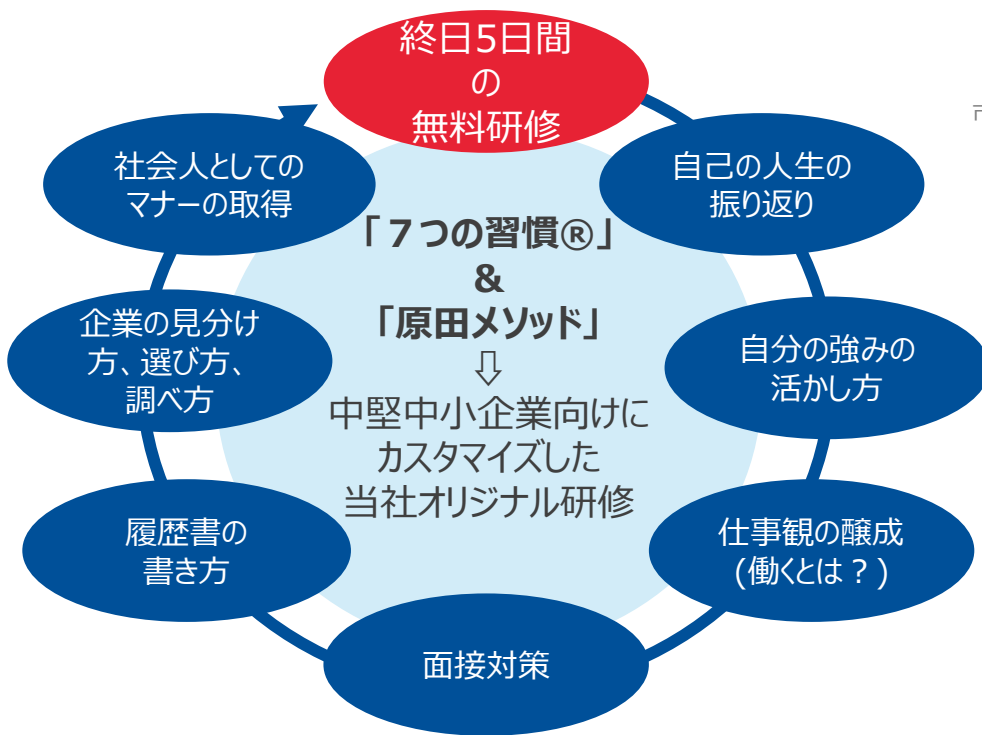 終日5日間
の
無料研修
自己の人生の
振り返り
自分の強みの
活かし方
仕事観の醸成
(働くとは？)
面接対策
履歴書の
書き方
企業の見分け
方、選び方、
調べ方
社会人としての
マナーの取得
「７つの習慣®」
&
「原田メソッド」
⇩
中堅中小企業向けに
カスタマイズした
当社オリジナル研修